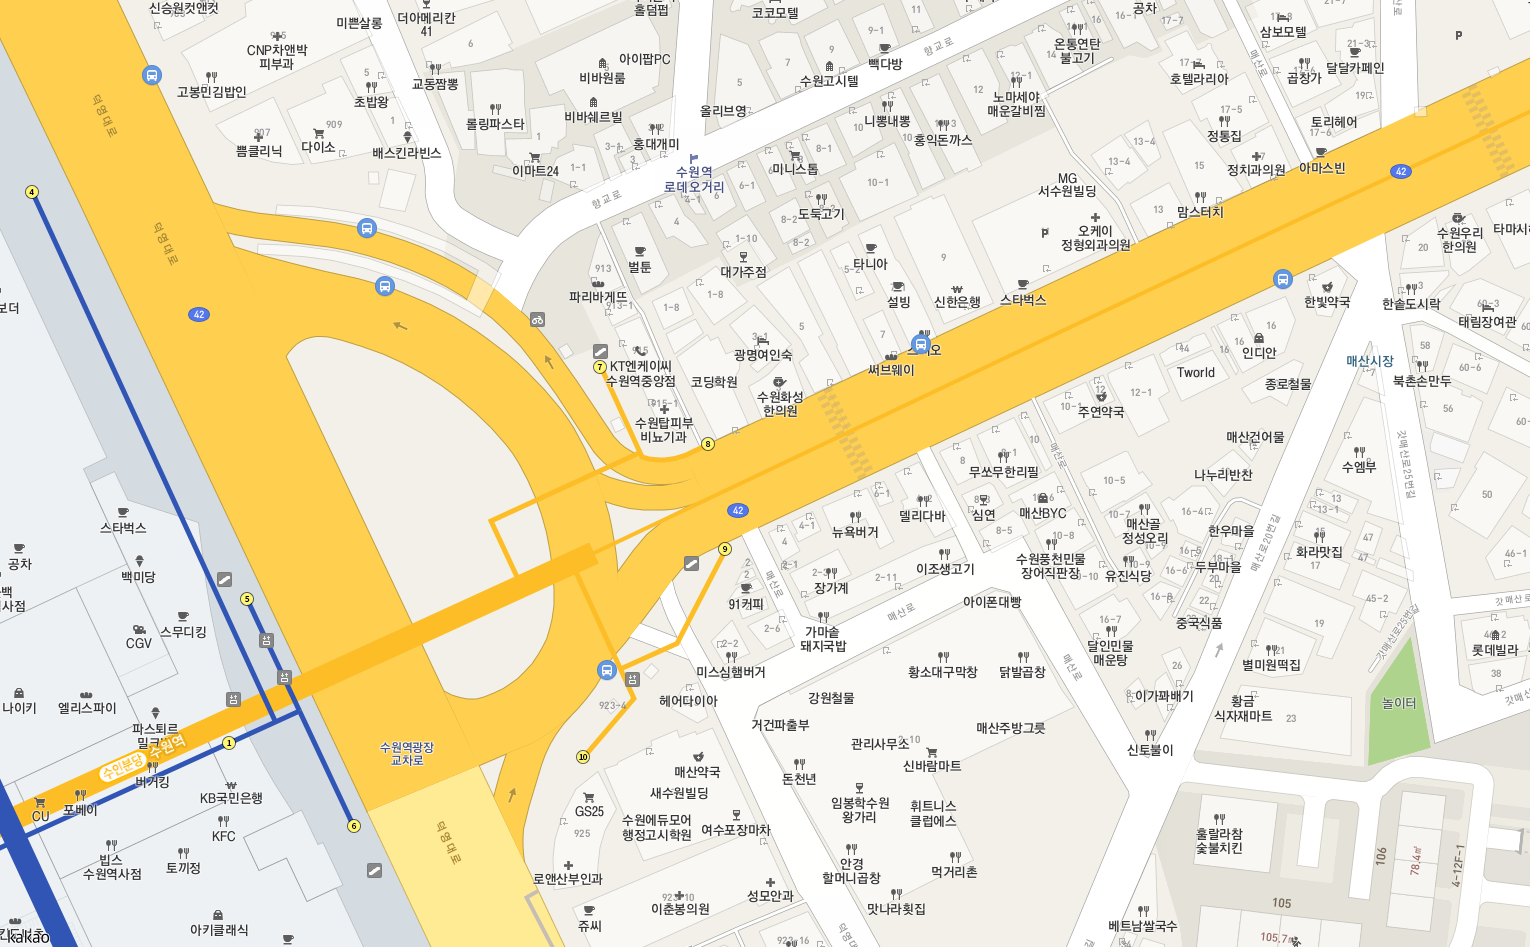 신승원컷앤컷
더아메리칸
41
홀덤펍
코코모텔
공차
미쁜살롱
CNP차앤박
피부과
고봉민김밥인
초밥왕
교동짬뽕
비바원룸
아이팝PC
수원고시텔
빽다방
향교로
온통연탄
불고기
삼보모텔
달달카페인
곱창가
호텔라리아
P
쁨클리닉
다이소
배스킨라빈스
롤링파스타
비바쉐르빌
홍대개미
올리브영
니뽕내뽕
홍익돈까스
노마세야
매운갈비찜
정통집
토리헤어
이마트24
수원역
로데오거리
미니스톱
MG
서수원빌딩
정치과의원
아마스빈
42
덕영대로
향교로
도둑고기
맘스터치
오케이
정형외과의원
P
수원우리
한의원
벌툰
대가주점
타니아
파리바게뜨
설빙
신한은행
스타벅스
한빛약국
한솥도시락
태림장여관
42
KT엔케이씨
수원역중앙점
코딩학원
광명여인숙
써브웨이
수원화성
한의원
인디안
Tworld
종로철물
매산시장
북촌손만두
수원탑피부
비뇨기과
주연약국
매산건어물
수엠부
나누리반찬
무쏘무한리필
42
뉴욕버거
델리다바
심연
매산BYC
매산골
정성오리
한우마을
화라맛집
두부마을
스타벅스
공차
백미당
스무디킹
CGV
이조생고기
수원풍천민물
장어직판장
유진식당
91커피
장가계
아이폰대빵
중국식품
가마솥
돼지국밥
매산로
미스심햄버거
황소대구막창
닭발곱창
달인민물
매운탕
별미원떡집
롯데빌라
나이키
엘리스파이
파스퇴르
헤어다이아
강원철물
이가꽈배기
황금
식자재마트
놀이터
수원역광장
교차로
거건파출부
매산주방그릇
관리사무소
신토불이
수인분당
수원역
버거킹
KB국민은행
매산약국
새수원빌딩
돈천년
신바람마트
CU
포베이
KFC
GS25
수원에듀모어
행정고시학원
여수포장마차
임봉학수원
왕가리
휘트니스
클럽에스
훌랄라참
숯불치킨
빕스
수원역사점
토끼정
로앤산부인과
안경
할머니곱창
먹거리촌
106
78.4㎡
4-12F-1
이춘봉의원
성모안과
맛나라횟집
쥬씨
아키클래식
베트남쌀국수
105
덕영대로
kakao